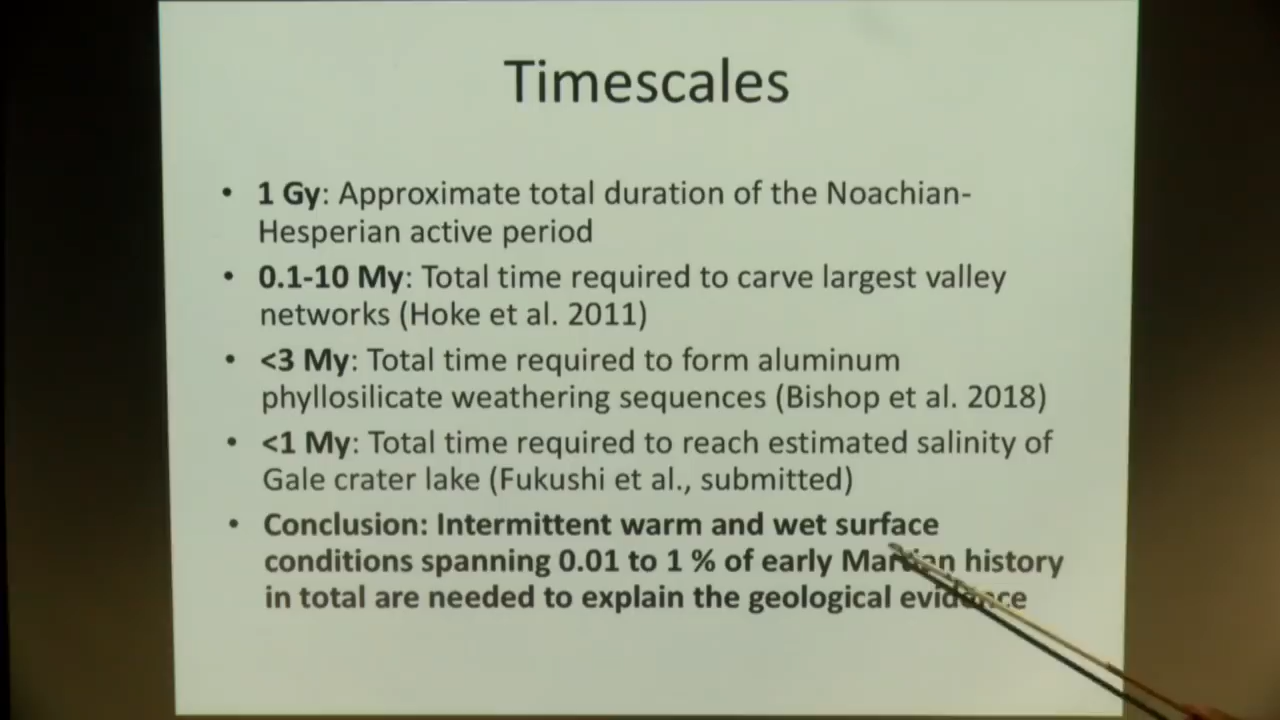 Timescales
• 1 Gy: Approximate total duration of the Noachian-
Hesperian active period
• 0.1-10 My: Total time required to carve largest valley
networks (Hoke et al. 2011)
• <3 My: Total time required to form aluminum
phyllosilicate weathering sequences (Bishop et al. 2018)
• <1 My: Total time required to reach estimated salinity of
Gale crater lake (Fukushi et al., submitted)
• Conclusion: Intermittent warm and wet surface
conditions spanning 0.01 to 1 % of early Martian history
in total are needed to explain the geological evidence